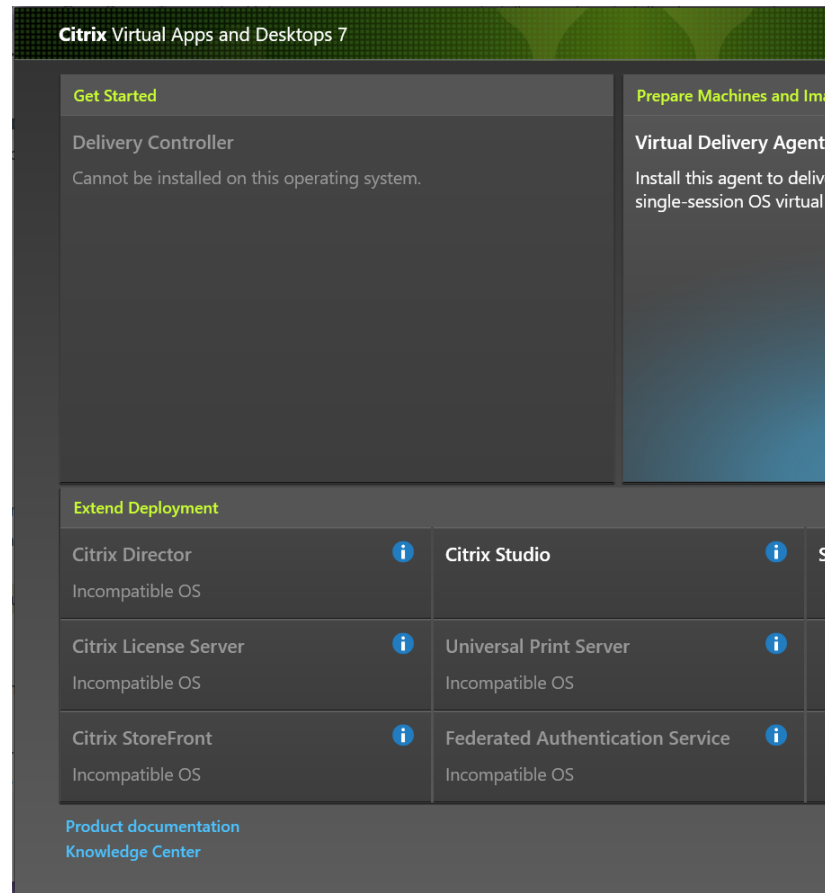 Citrix Virtual Apps and Desktops 7
Get Started
Delivery Controller
Cannot be installed on this operating system.
Prepare Machines and
Virtual Delivery Agent
Install this agent to
single-session OS virtual
Extend Deployment
Citrix Director
Incompatible OS
Citrix Studio
Citrix License Server
Incompatible OS
Universal Print Server
Incompatible OS
Citrix StoreFront
Incompatible OS
Federated Authentication Service
Incompatible OS
Product documentation
Knowledge Center